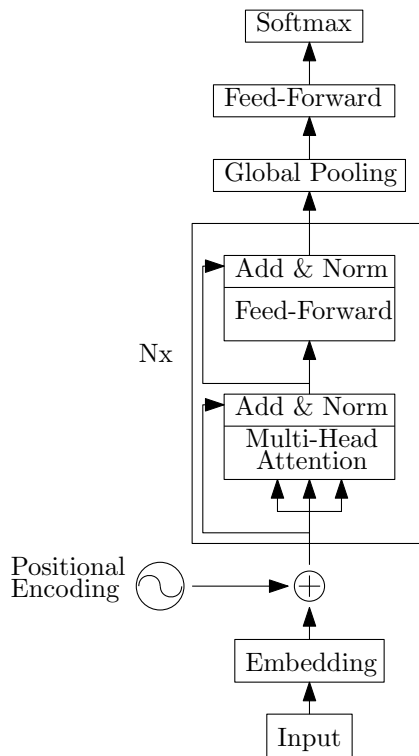 Softmax
Feed-Forward
Global Pooling
Add & Norm
Feed-Forward
Nx
Add & Norm
Multi-Head
Attention
Positional
Encoding
Embedding
Input